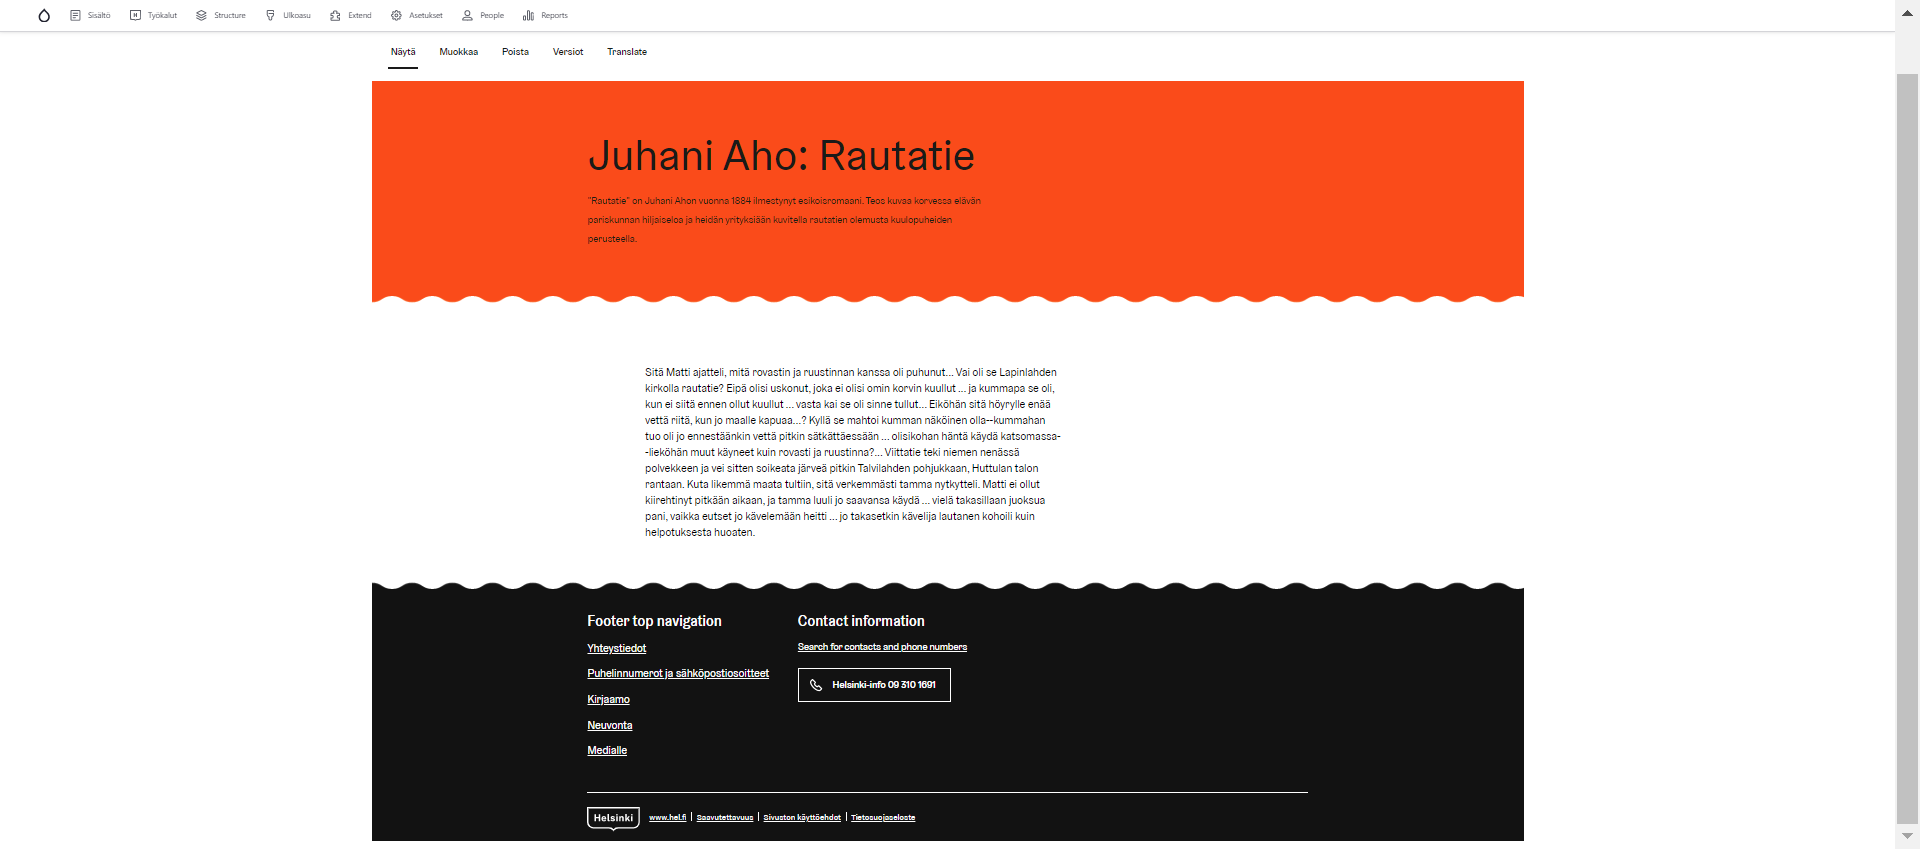 Sisältö Työkalut Structure Ulkoasu Extend Asetukset People Reports
Näytä Muokkaa Poista Versiot Translate
Juhani Aho: Rautatie
"Rautatie" on Juhani Ahon vuonna 1884 ilmestynyt esikoisromaani. Teos kuvaa korvessa elävän
pariskunnan hiljaiseloa ja heidän yrityksiään kuvitella rautatien olemusta kuulopuheiden
perusteella.
Sitä Matti ajatteli, mitä rovastin ja ruustinnan kanssa oli puhunut... Vai oli se Lapinlahden
kirkolla rautatie? Eipä olisi uskonut, joka ei olisi omin korvin kuullut ... ja kummapa se oli,
kun ei siitä ennen ollut kuullut ... vasta kai se oli sinne tullut... Eiköhän sitä höyrylle enää
vettä riitä, kun jo maalle kapuaa...? Kyllä se mahtoi kumman näköinen olla--kummahan
tuo oli jo ennestäänkin vettä pitkin sätkättäessään ... olisikohan häntä käydä katsomassa-
-lieköhän muut käyneet kuin rovasti ja ruustinna?... Viittatie teki niemen nenässä
polvekkeen ja vei sitten soikeata järveä pitkin Talvilahden pohjukkaan, Huttulan talon
rantaan. Kuta likemmä maata tultiin, sitä verkemmästi tamma nytkytteli. Matti ei ollut
kiirehtinyt pitkään aikaan, ja tamma luuli jo saavansa käydä ... vielä takasillaan juoksua
pani, vaikka eutset jo kävelemään heitti ... jo takasetkin kävelijä lautanen kohoili kuin
helpotuksesta huoaten.
Footer top navigation
Yhteystiedot
Puhelinnumerot ja sähköpostiosoitteet
Kirjaamo
Neuvonta
Medialle
Contact information
Search for contacts and phone numbers
Helsinki-info 09 310 1691
Helsinki www.hel.fi Saavutettavuus Sivuston käyttöehdot Tietosuojaseloste